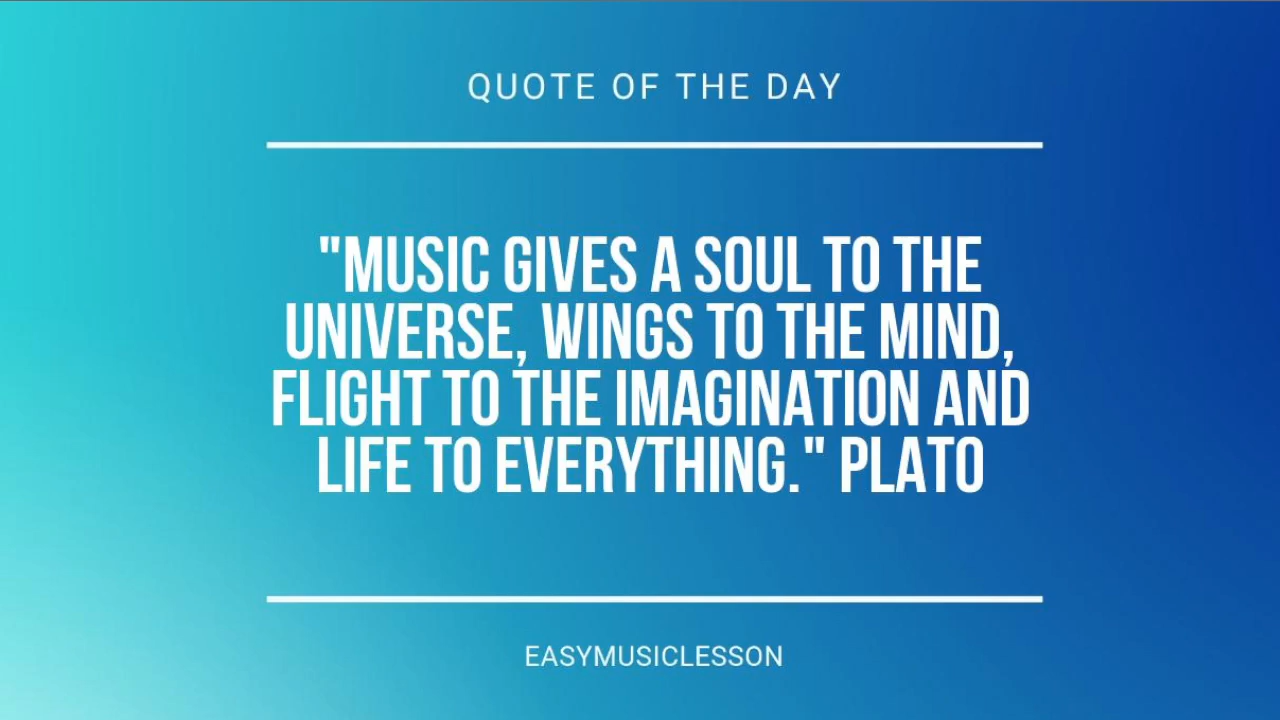 QUOTE OF THE DAY
"MUSIC GIVES A SOUL TO THE
UNIVERSE, WINGS TO THE MIND,
FLIGHT TO THE IMAGINATION AND
LIFE TO EVERYTHING." PLATO
EASYMUSICLESSON